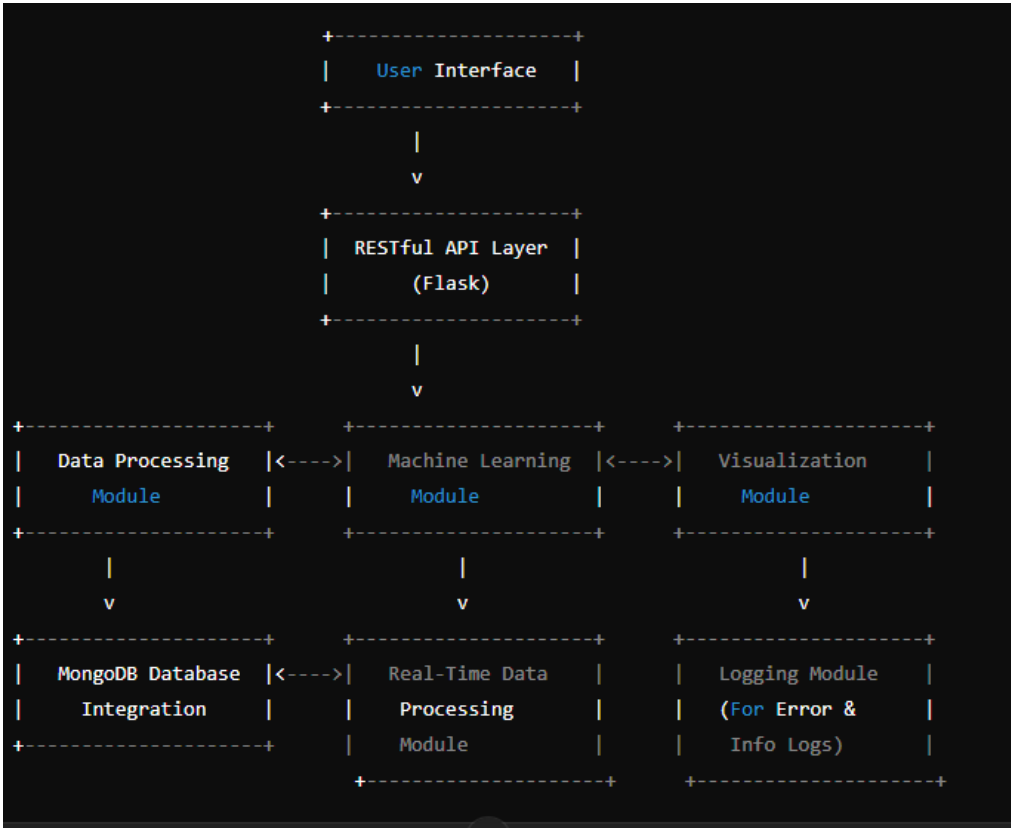 +---------------------+
|    User Interface   |
+---------------------+
|
v
+---------------------+
|  RESTful API Layer  |
|       (Flask)       |
+---------------------+
|
v
+---------------------+      +---------------------+      +---------------------+
|   Data Processing   |<---->|   Machine Learning  |<---->|   Visualization     |
|      Module         |      |     Module          |      |     Module          |
+---------------------+      +---------------------+      +---------------------+
|                              |                             |
v                              v                             v
+---------------------+      +---------------------+      +---------------------+
|   MongoDB Database  |<---->|   Real-Time Data    |      |   Logging Module    |
|     Integration     |      |    Processing       |      |   (For Error &      |
+---------------------+      |    Module           |      |    Info Logs)       |
+---------------------+      +---------------------+